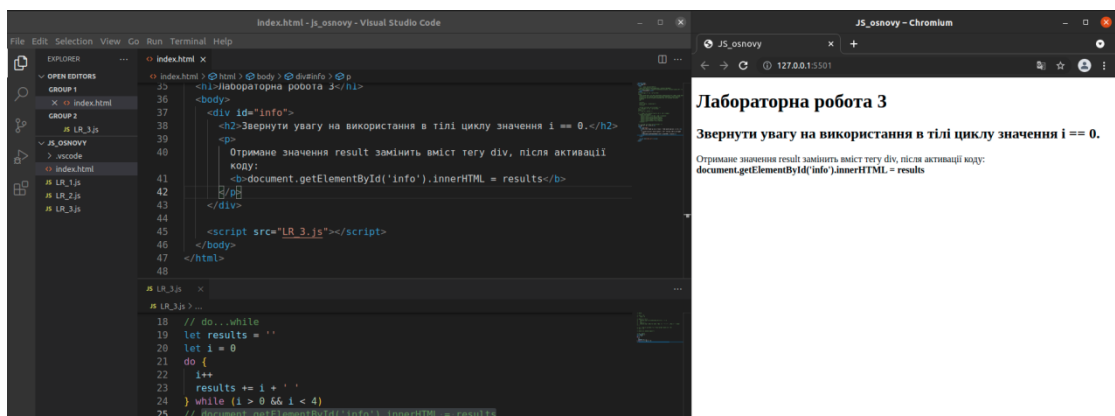 index.html - js_osnovy - Visual Studio Code
File Edit Selection View Go Run Terminal Help
EXPLORER
OPEN EDITORS
GROUP 1
index.html
GROUP 2
JS LR_3.js
JS_OSNOVY
.vscode
index.html
JS LR_1.js
JS LR_2.js
JS LR_3.js
index.html
index.html > html > body > div#info > p
35 <h1>Лабораторна робота 3</h1>
36 <body>
37 <div id="info">
38 <h2>Звернути увагу на використання в тілі циклу значення i == 0.</h2>
39 <p>
40 Отримане значення result замінить вміст тегу div, після активації
коду:
41 <b>document.getElementById('info').innerHTML = results</b>
42 </p>
43 </div>
44
45 <script src="LR_3.js"></script>
46 </body>
47 </html>
48
JS LR_3.js
JS LR_3.js > ...
18 // do...while
19 let results = ''
20 let i = 0
21 do {
22 i++
23 results += i + ' '
24 } while (i > 0 && i < 4)
25 // document.getElementById('info').innerHTML = results
JS_osnovy – Chromium
JS_osnovy
127.0.0.1:5501
Лабораторна робота 3
Звернути увагу на використання в тілі циклу значення i == 0.
Отримане значення result замінить вміст тегу div, після активації коду:
document.getElementById('info').innerHTML = results